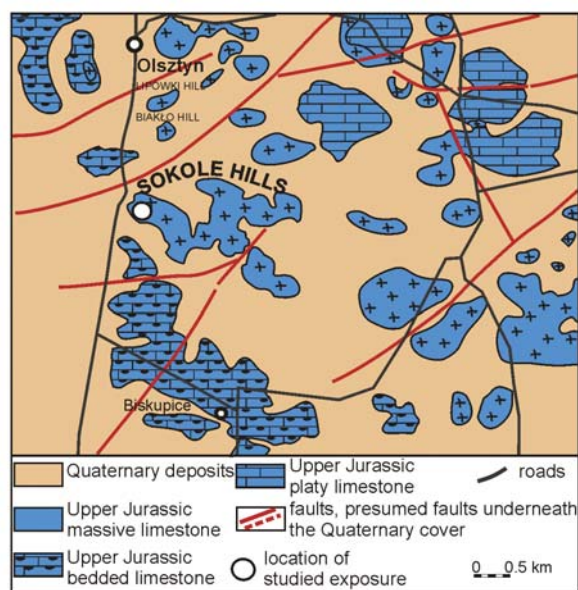 Olsztyn
LIPÓWKI HILL
BIAKŁO HILL
SOKOLE HILLS
Biskupice
Quaternary deposits
Upper Jurassic
massive limestone
Upper Jurassic
bedded limestone
Upper Jurassic
platy limestone
faults, presumed faults underneath
the Quaternary cover
location of
studied exposure
roads
0 0.5 km